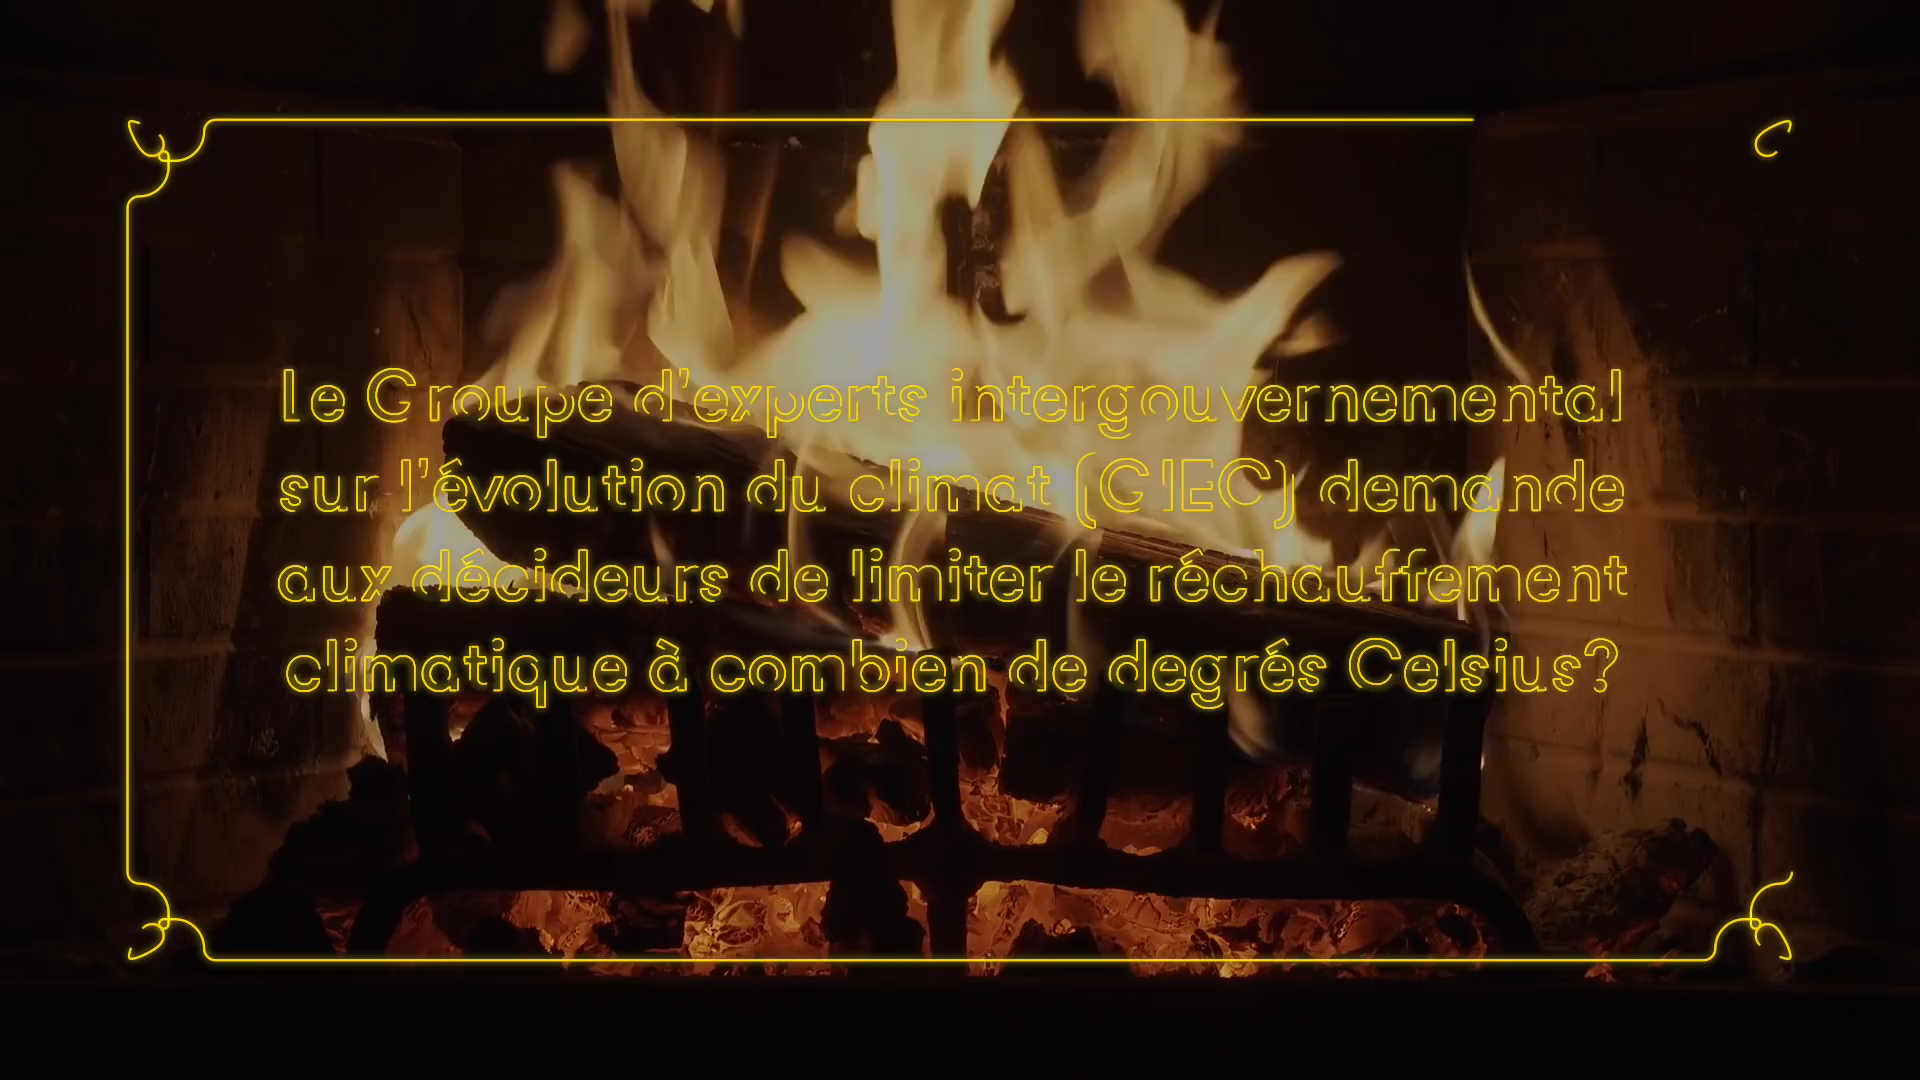 Le Groupe d'experts intergouvernemental
sur l'évolution du climat (GIEC) demande
aux décideurs de limiter le réchauffement
climatique à combien de degrés Celsius?